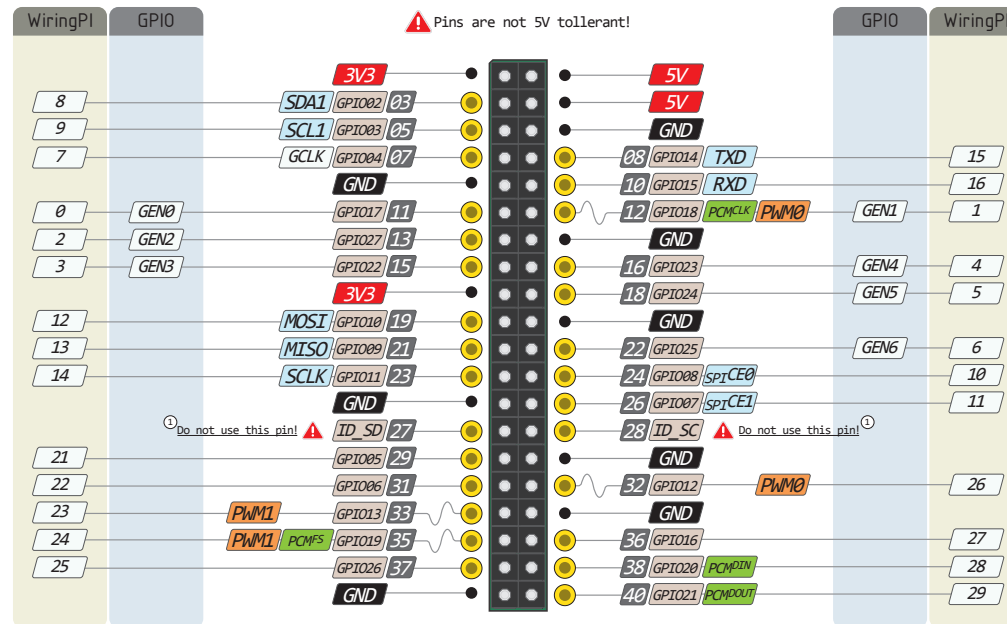 WiringPI GPIO ⚠ Pins are not 5V tollerant! GPIO WiringP
3V3 5V
8 SDA1 GPIO02 03 5V
9 SCL1 GPIO03 05 GND
7 GCLK GPIO04 07 08 GPIO14 TXD 15
GND 10 GPIO15 RXD 16
0 GEN0 GPIO17 11 12 GPIO18 PCMCLK PWM0 GEN1 1
2 GEN2 GPIO27 13 GND
3 GEN3 GPIO22 15 16 GPIO23 GEN4 4
3V3 18 GPIO24 GEN5 5
12 MOSI GPIO10 19 GND
13 MISO GPIO09 21 22 GPIO25 GEN6 6
14 SCLK GPIO11 23 24 GPIO08 SPICE0 10
GND 26 GPIO07 SPICE1 11
① Do not use this pin! ID_SD 27 28 ID_SC Do not use this pin! ①
21 GPIO05 29 GND
22 GPIO06 31 32 GPIO12 PWM0 26
23 PWM1 GPIO13 33 GND
24 PWM1 PCMFS GPIO19 35 36 GPIO16 27
25 GPIO26 37 38 GPIO20 PCMDIN 28
GND 40 GPIO21 PCMDOUT 29